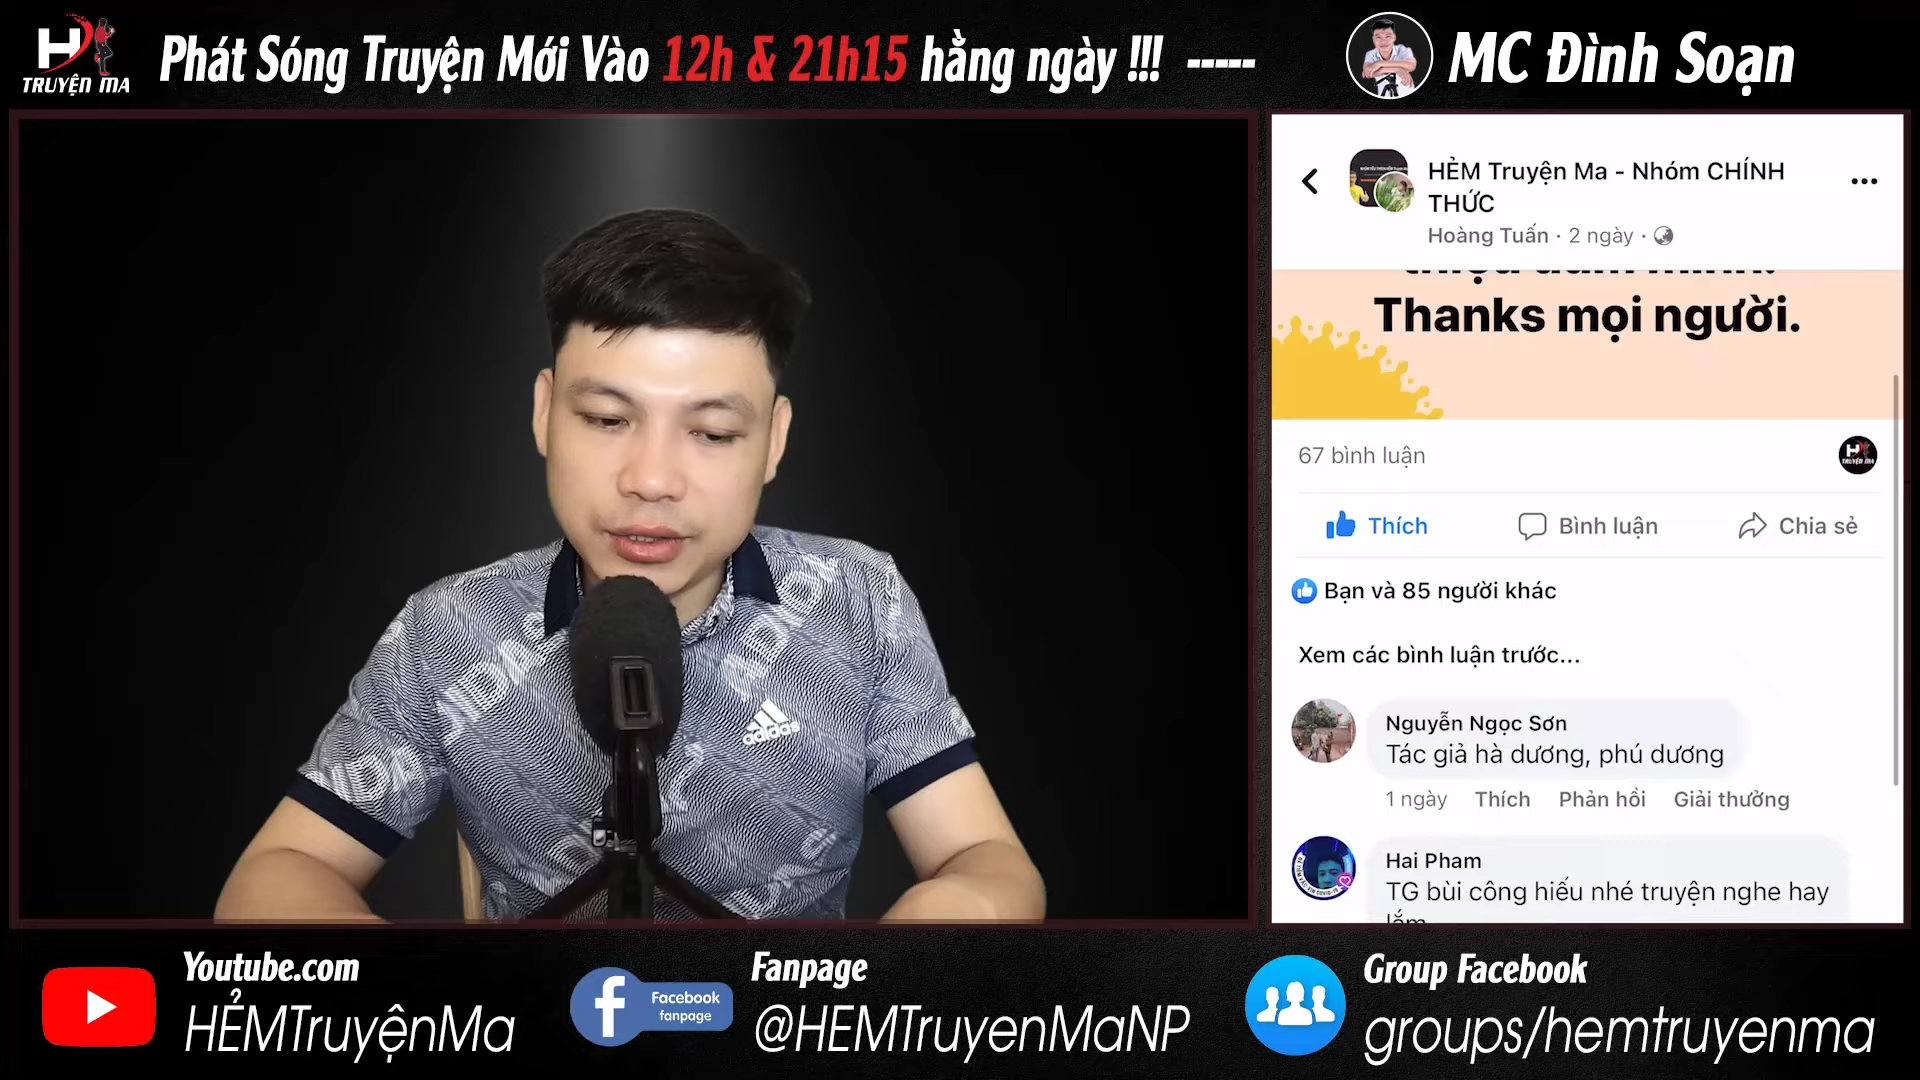 H
TRUYỆN MA
Phát Sóng Truyện Mới Vào 12h & 21h15 hằng ngày !!! -----
MC Đình Soạn
HẺM Truyện Ma - Nhóm CHÍNH
THỨC
Hoàng Tuấn · 2 ngày ·
Thanks mọi người.
67 bình luận
H
TRUYỆN MA
Thích
Bình luận
Chia sẻ
Bạn và 85 người khác
Xem các bình luận trước...
Nguyễn Ngọc Sơn
Tác giả hà dương, phú dương
1 ngày Thích Phản hồi Giải thưởng
Hai Pham
TG bùi công hiếu nhé truyện nghe hay
lắm
adidas
Youtube.com
HẺMTruyệnMa
Facebook
fanpage
Fanpage
@HEMTruyenMaNP
Group Facebook
groups/hemtruyenma